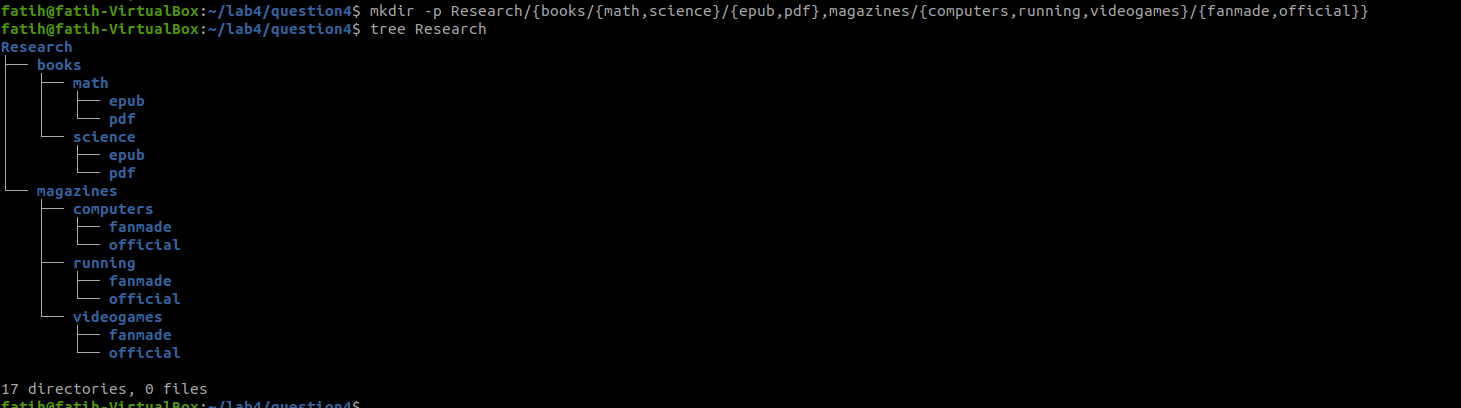 fatih@fatih-VirtualBox:~/lab4/question4$ mkdir -p Research/{books/{math,science}/{epub,pdf},magazines/{computers,running,videogames}/{fanmade,official}}
fatih@fatih-VirtualBox:~/lab4/question4$ tree Research
Research
├── books
│   ├── math
│   │   ├── epub
│   │   └── pdf
│   └── science
│       ├── epub
│       └── pdf
└── magazines
    ├── computers
    │   ├── fanmade
    │   └── official
    ├── running
    │   ├── fanmade
    │   └── official
    └── videogames
        ├── fanmade
        └── official
17 directories, 0 files
fatih@fatih-VirtualBox:~/lab4/question4$